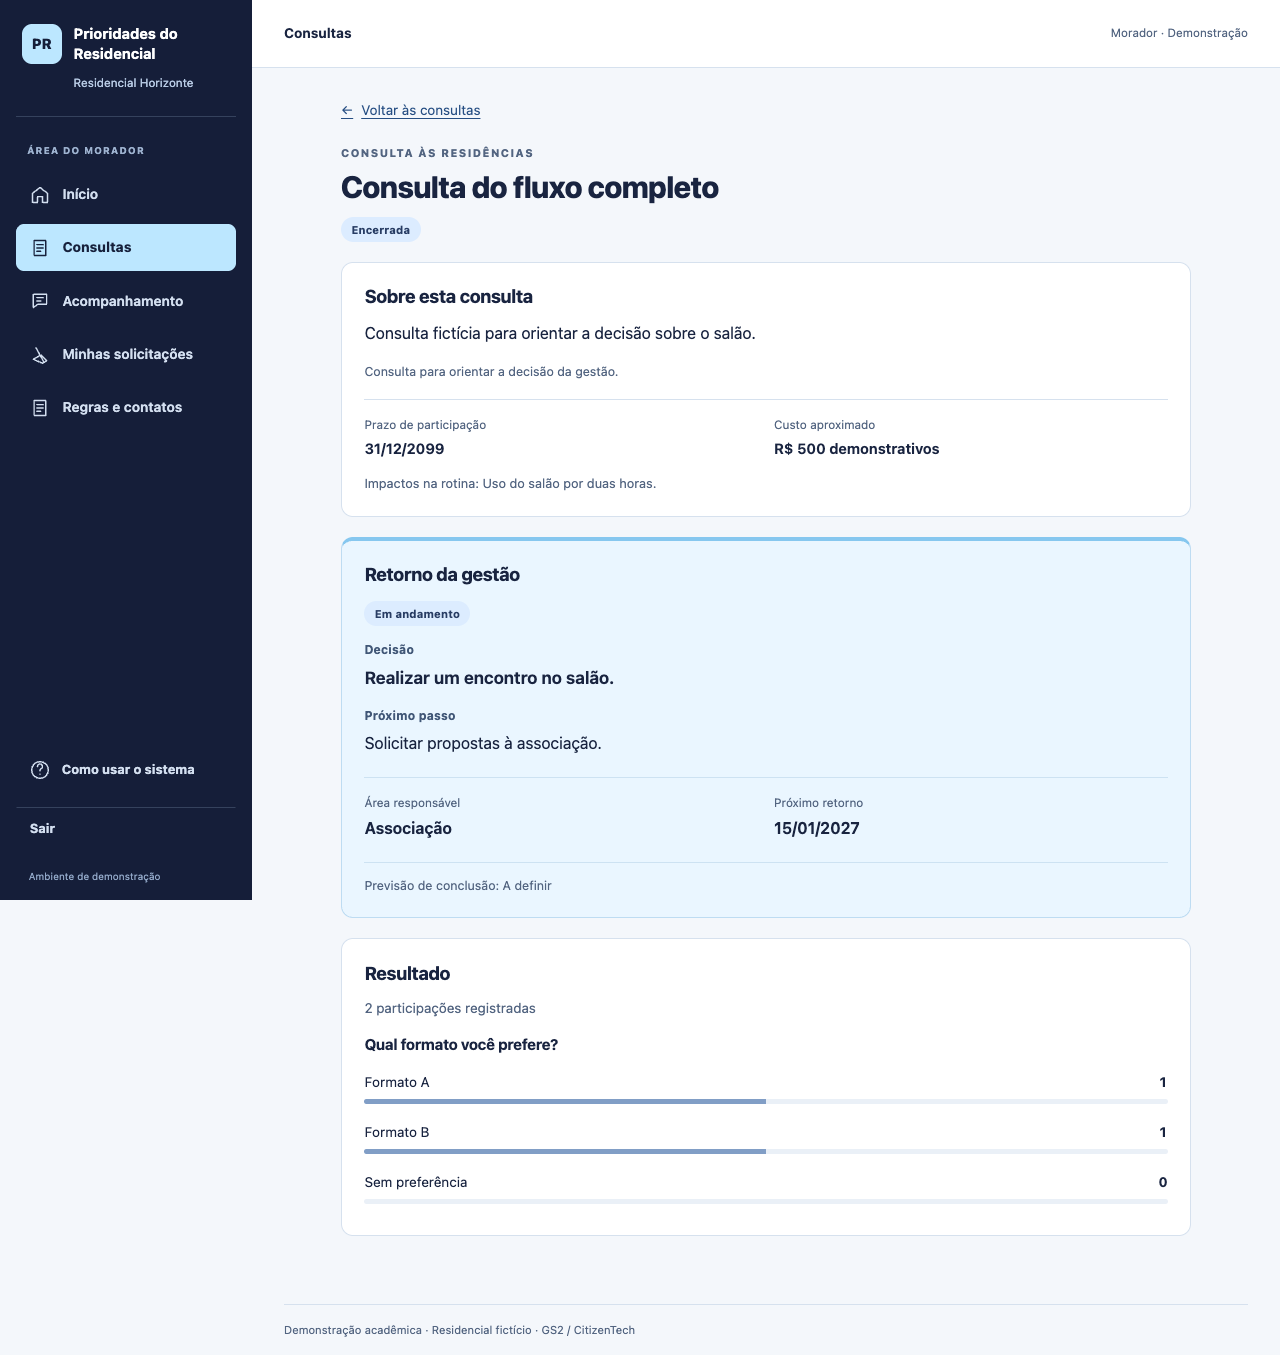 PR
Prioridades do
Residencial
Residencial Horizonte
ÁREA DO MORADOR
Início
Consultas
Acompanhamento
Minhas solicitações
Regras e contatos
Como usar o sistema
Sair
Ambiente de demonstração
Consultas
Morador · Demonstração
← Voltar às consultas
CONSULTA ÀS RESIDÊNCIAS
Consulta do fluxo completo
Encerrada
Sobre esta consulta
Consulta fictícia para orientar a decisão sobre o salão.
Consulta para orientar a decisão da gestão.
Prazo de participação
31/12/2099
Custo aproximado
R$ 500 demonstrativos
Impactos na rotina: Uso do salão por duas horas.
Retorno da gestão
Em andamento
Decisão
Realizar um encontro no salão.
Próximo passo
Solicitar propostas à associação.
Área responsável
Associação
Próximo retorno
15/01/2027
Previsão de conclusão: A definir
Resultado
2 participações registradas
Qual formato você prefere?
Formato A 1
Formato B 1
Sem preferência 0
Demonstração acadêmica · Residencial fictício · GS2 / CitizenTech